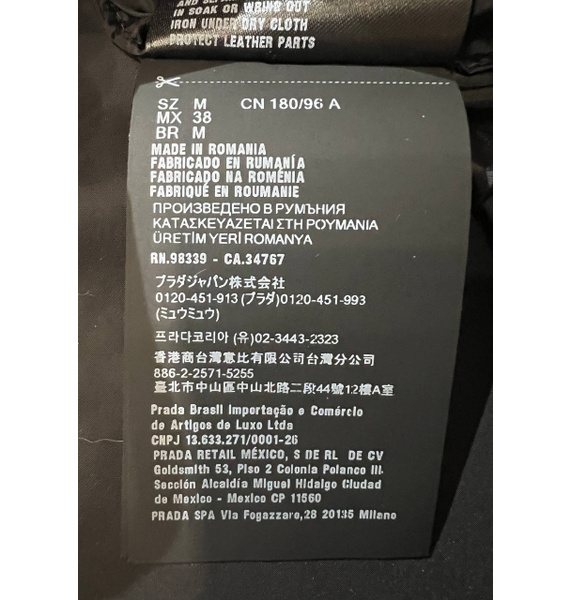 IN SOAK OR WRING OUT
IRON UNDER DRY CLOTH
PROTECT LEATHER PARTS
SZ M CN 180/96 A
MX 38
BR M
MADE IN ROMANIA
FABRICADO EN RUMANÍA
FABRICADO NA ROMÉNIA
FABRIQUÉ EN ROUMANIE
ПРОИЗВЕДЕНО В РУМЪНИЯ
ΚΑΤΑΣΚΕΥΑΖΕΤΑΙ ΣΤΗ ΡΟΥΜΑΝΙΑ
ÜRETİM YERİ ROMANYA
RN.98339 - CA.34767
プラダジャパン株式会社
0120-451-913 (プラダ)0120-451-993
(ミュウミュウ)
프라다코리아 (유)02-3443-2323
香港商台灣意比有限公司台灣分公司
886-2-2571-5255
臺北市中山區中山北路二段44號12樓A室
Prada Brasil Importação e Comércio
de Artigos de Luxo Ltda
CNPJ 13.633.271/0001-26
PRADA RETAIL MÉXICO, S DE RL DE CV
Goldsmith 53, Piso 2 Colonia Polanco III
Sección Alcaldía Miguel Hidalgo Ciudad
de Mexico - Mexico CP 11560
PRADA SPA Via Fogazzaro,28 20135 Milano